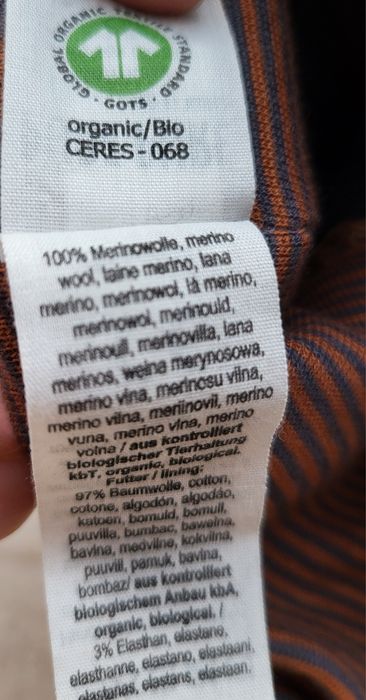 GLOBAL ORGANIC TEXTILE STANDARD
· GOTS ·
organic/Bio
CERES - 068
100% Merinowolle, merino
wool, laine merino, lana
merino, merinowol, lã merino,
merinowol, merinould,
merinoull, merinovilla, lana
merinos, wełna merynosowa,
merino vlna, merinosu vilna,
merino vilna, meriinovil, merino
vuna, merino vlna, merino
volna / aus kontrolliert
biologischer Tierhaltung
kbT, organic, biological.
Futter / lining:
97% Baumwolle, cotton,
cotone, algodón, algodão,
katoen, bomuld, bomull,
puuvilla, bumbac, bawełna,
bavlna, medvilne, kokvilna,
puuvill, pamuk, bavlna,
bombaz/ aus kontrolliert
biologischem Anbau kbA,
organic, biological. /
3% Elasthan, elastane,
elasthanne, elastano, elastaani,
elastanas, elastāns, elastaan,